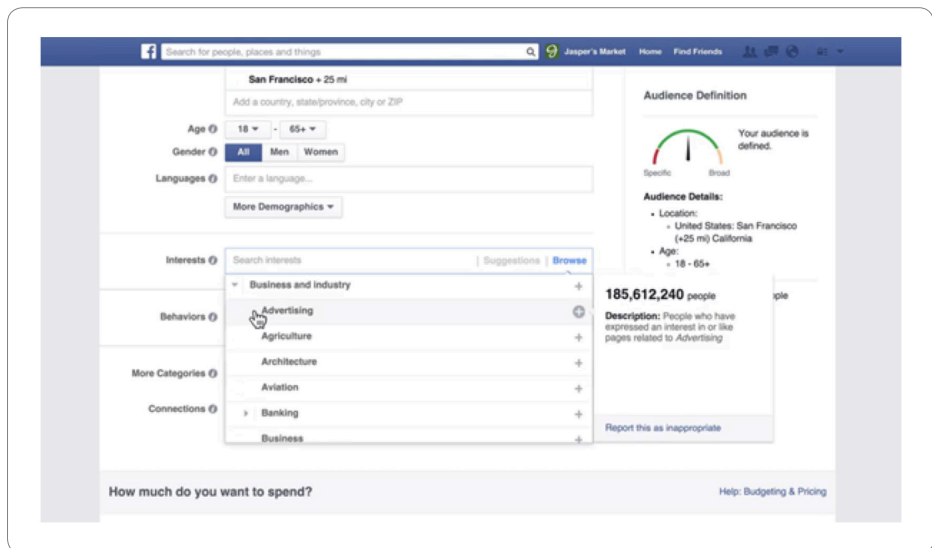 Search for people, places and things
Jasper's Market Home Find Friends
San Francisco + 25 mi
Add a country, state/province, city or ZIP
Age
18 - 65+
Gender
All Men Women
Languages
Enter a language...
More Demographics
Interests
Search interests
Suggestions | Browse
Business and industry
Advertising
Agriculture
Architecture
Aviation
Banking
Business
Behaviors
More Categories
Connections
Audience Definition
Your audience is
defined.
Specific Broad
Audience Details:
Location:
United States: San Francisco
(+25 mi) California
Age:
18 - 65+
185,612,240 people
Description: People who have
expressed an interest in or like
pages related to Advertising
Report this as inappropriate
How much do you want to spend?
Help: Budgeting & Pricing